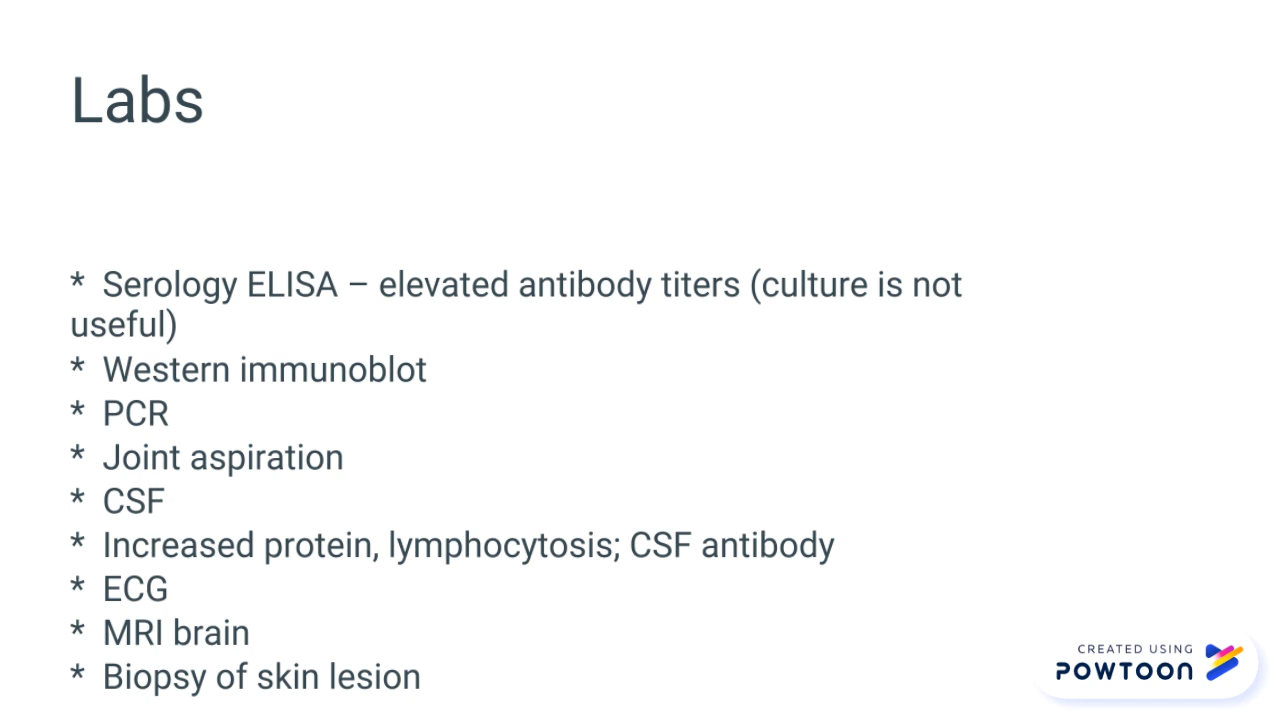 Labs
* Serology ELISA – elevated antibody titers (culture is not
useful)
* Western immunoblot
* PCR
* Joint aspiration
* CSF
* Increased protein, lymphocytosis; CSF antibody
* ECG
* MRI brain
* Biopsy of skin lesion
CREATED USING
POWTOON